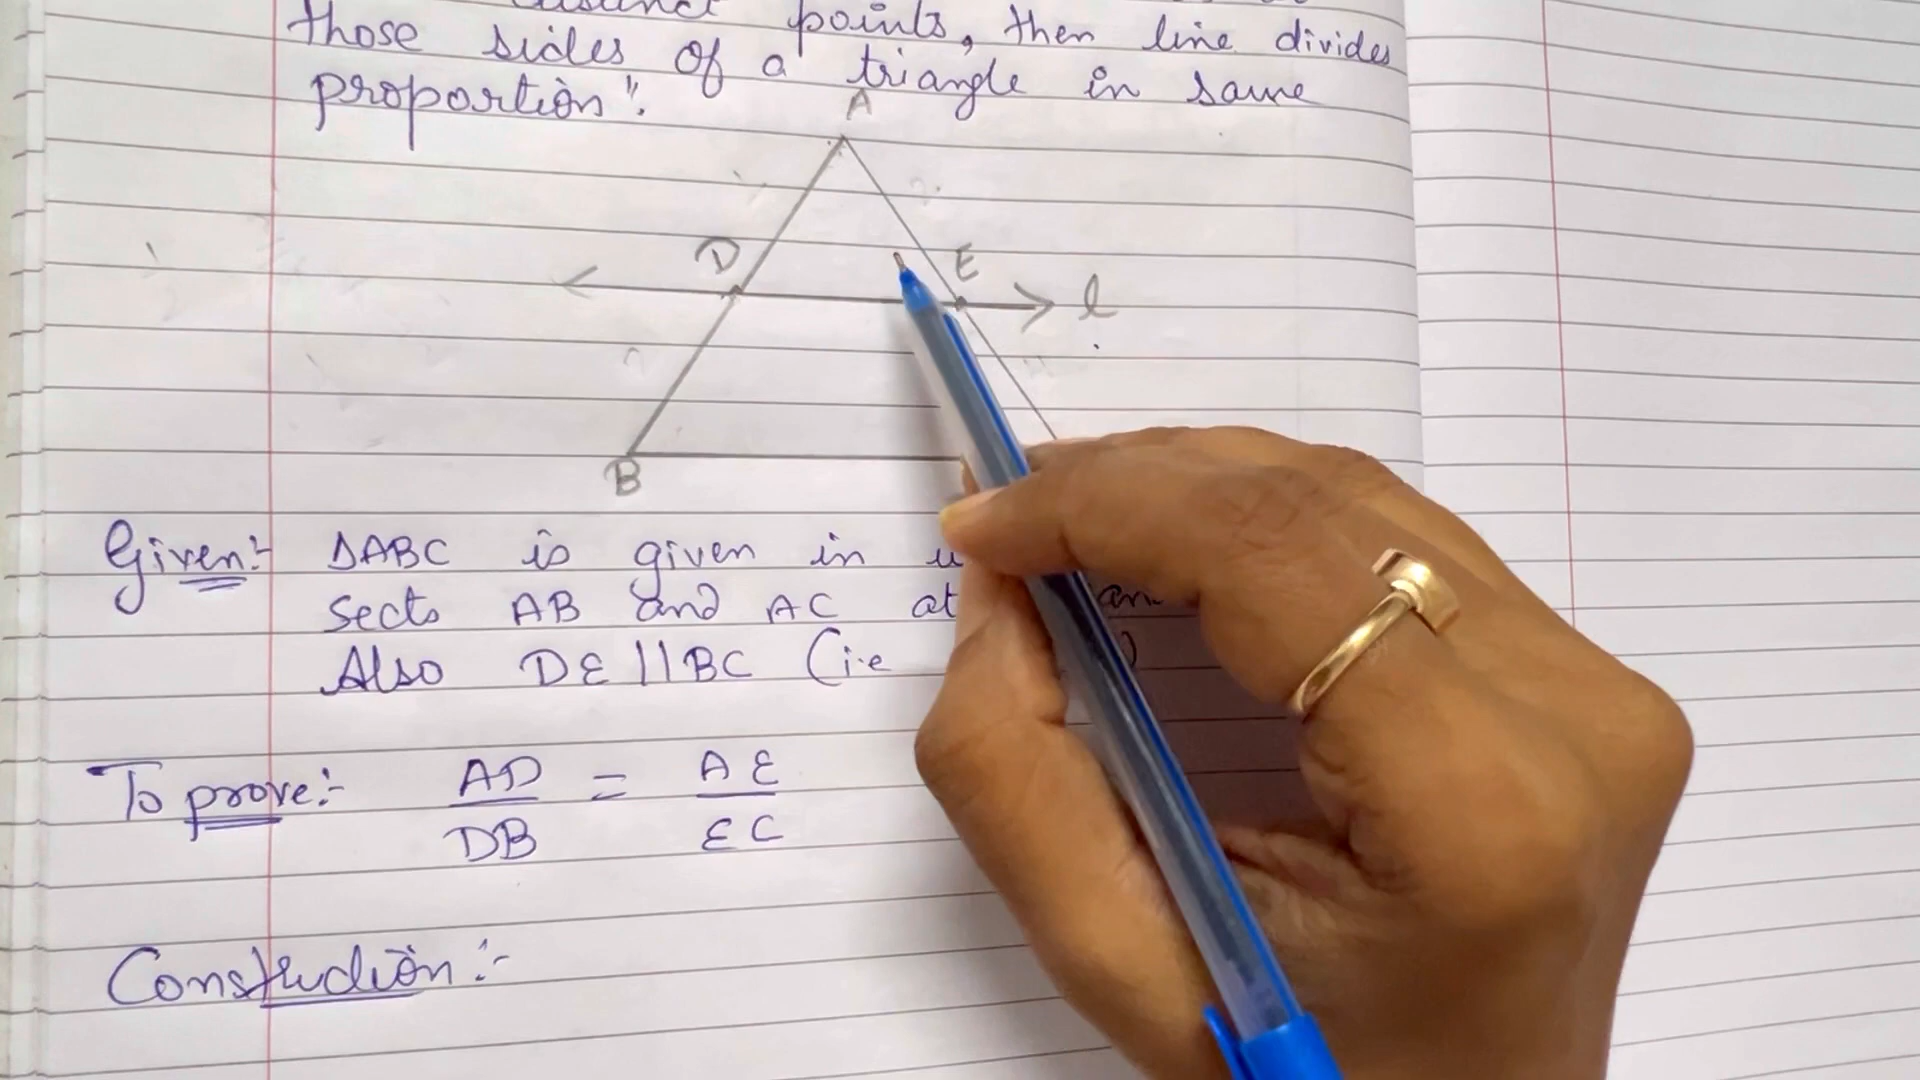 points, then line divides
those sides of a triangle in same
proportion".
A
D
E
l
B
Given:- ΔABC is given in
sects AB and AC at
Also DE || BC (i.e )
To prove:- AD/DB = AE/EC
Construction :-